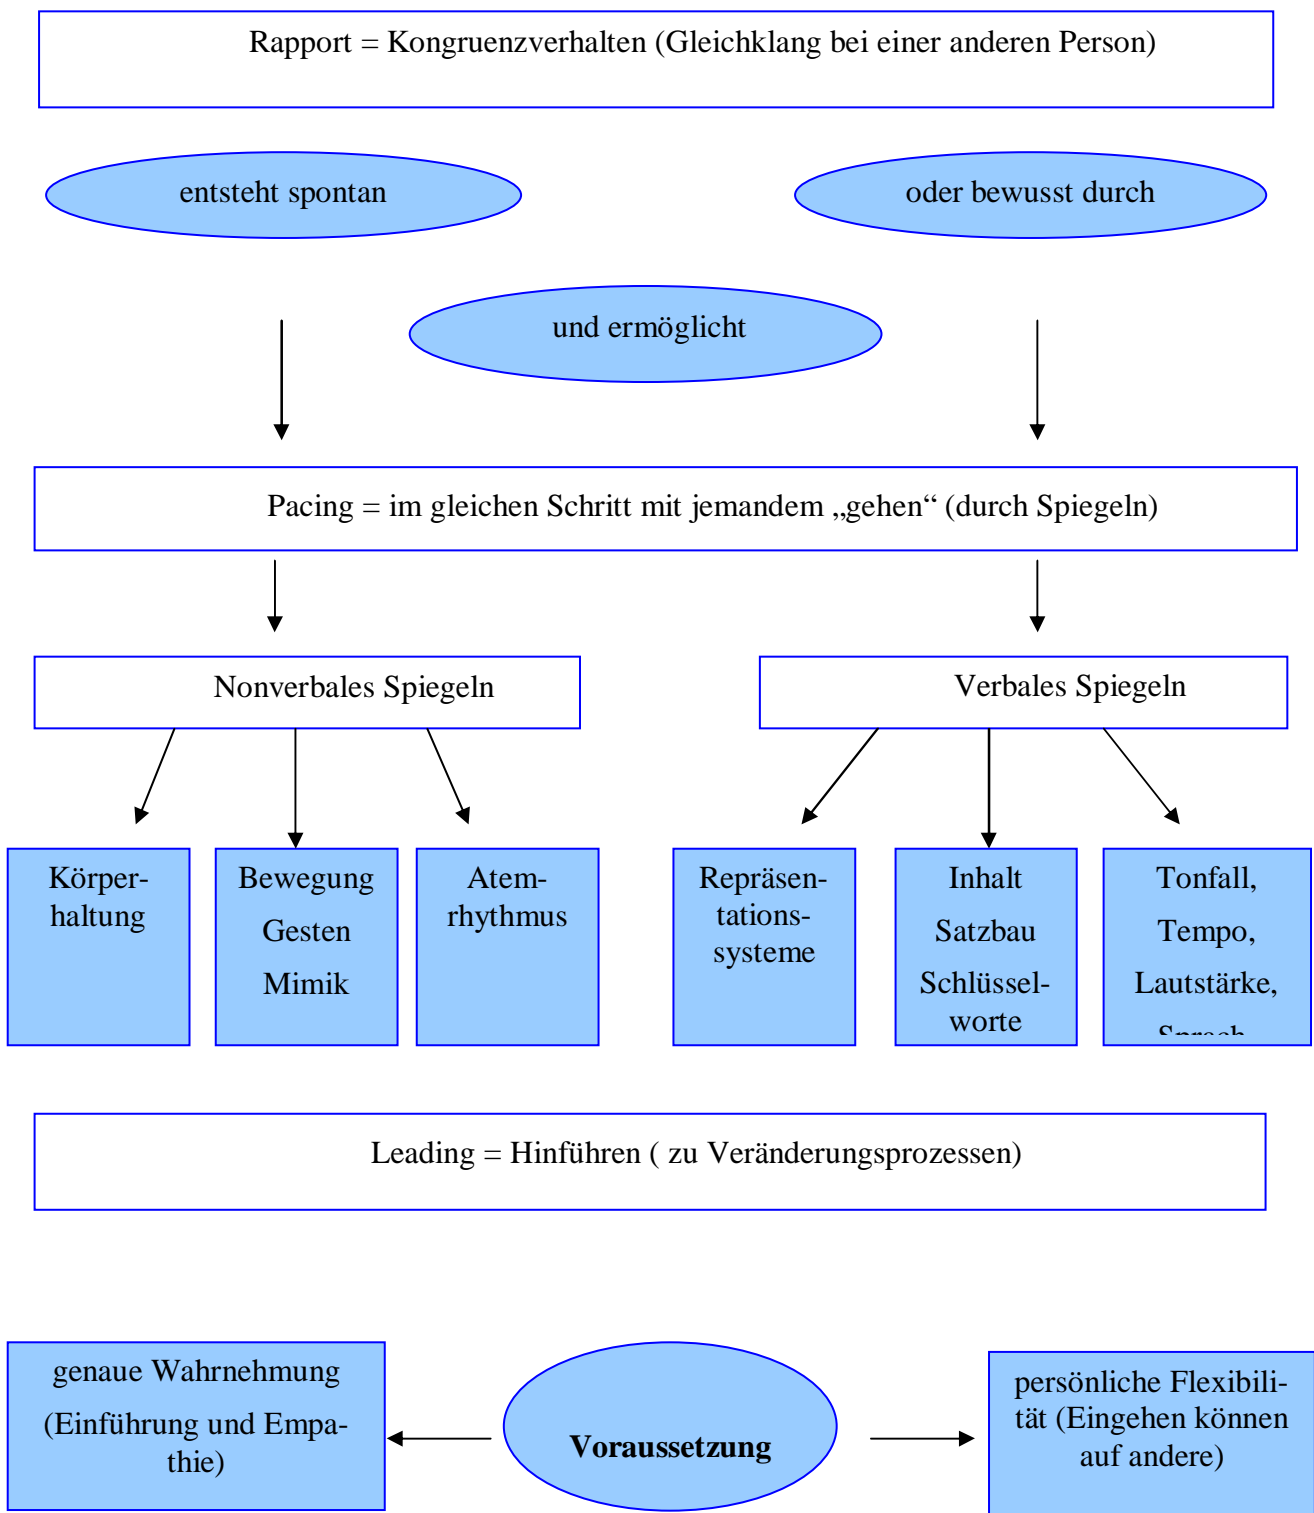 Rapport = Kongruenzverhalten (Gleichklang bei einer anderen Person)
entsteht spontan
oder bewusst durch
und ermöglicht
Pacing = im gleichen Schritt mit jemandem „gehen“ (durch Spiegeln)
Nonverbales Spiegeln
Verbales Spiegeln
Körper-
haltung
Bewegung
Gesten
Mimik
Atem-
rhythmus
Repräsen-
tations-
systeme
Inhalt
Satzbau
Schlüssel-
worte
Tonfall,
Tempo,
Lautstärke,
Leading = Hinführen ( zu Veränderungsprozessen)
genaue Wahrnehmung
(Einführung und Empa-
thie)
Voraussetzung
persönliche Flexibili-
tät (Eingehen können
auf andere)